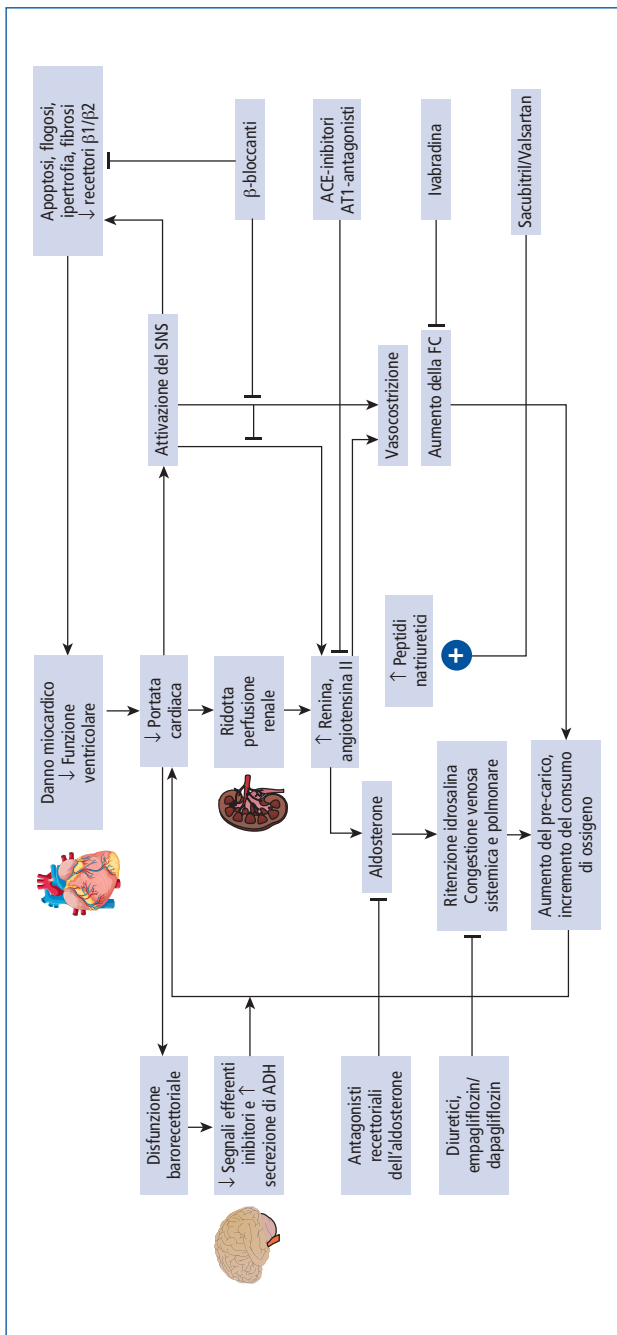 Danno miocardico
↓ Funzione
ventricolare
Apoptosi, flogosi,
ipertrofia, fibrosi
↓ recettori β1/β2
Disfunzione
barorecettoriale
↓ Portata
cardiaca
Attivazione del SNS
β-bloccanti
↓ Segnali efferenti
inibitori e ↑
secrezione di ADH
Ridotta
perfusione
renale
↑ Renina,
angiotensina II
Vasocostrizione
ACE-inibitori
AT1-antagonisti
Antagonisti
recettoriali
dell’aldosterone
Aldosterone
↑ Peptidi
natriuretici
+
Aumento della FC
Ivabradina
Diuretici,
empagliflozin/
dapagliflozin
Ritenzione idrosalina
Congestione venosa
sistemica e polmonare
Sacubitril/Valsartan
Aumento del pre-carico,
incremento del consumo
di ossigeno